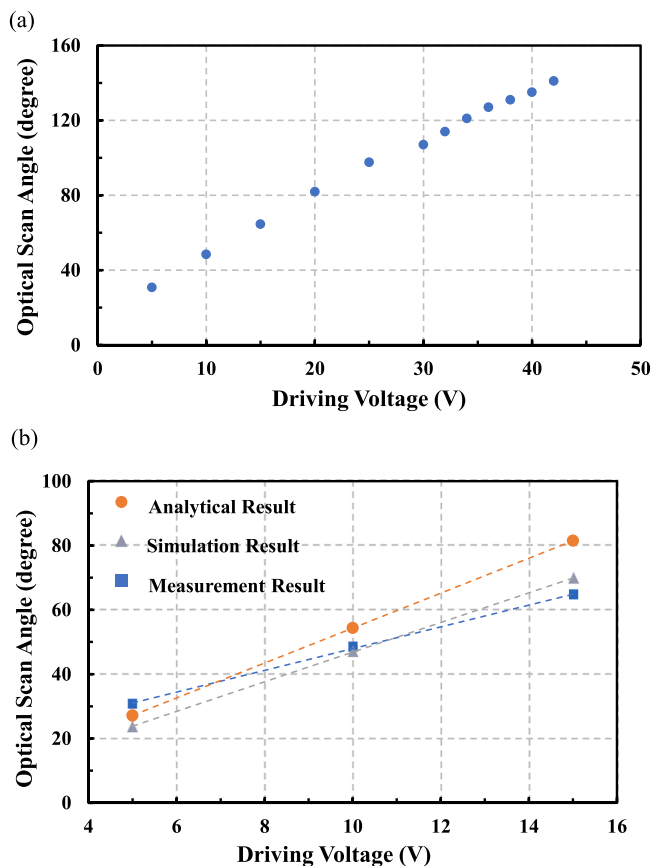 (a)
160
120
80
40
0
0 10 20 30 40 50
Optical Scan Angle (degree)
Driving Voltage (V)
(b)
100
80
60
40
20
0
4 6 8 10 12 14 16
Optical Scan Angle (degree)
Analytical Result
Simulation Result
Measurement Result
Driving Voltage (V)